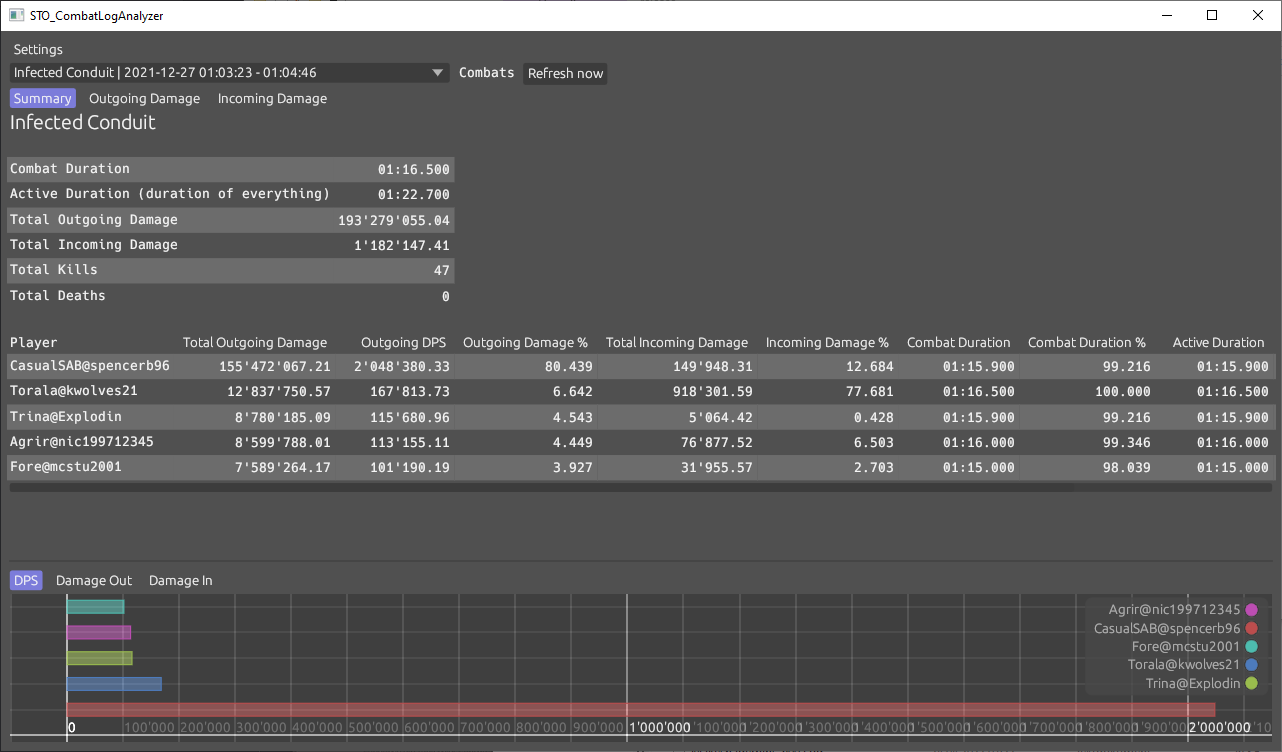 STO_CombatLogAnalyzer
Settings
Infected Conduit | 2021-12-27 01:03:23 - 01:04:46 Combats Refresh now
Summary Outgoing Damage Incoming Damage
Infected Conduit
Combat Duration 01:16.500
Active Duration (duration of everything) 01:22.700
Total Outgoing Damage 193'279'055.04
Total Incoming Damage 1'182'147.41
Total Kills 47
Total Deaths 0
Player Total Outgoing Damage Outgoing DPS Outgoing Damage % Total Incoming Damage Incoming Damage % Combat Duration Combat Duration % Active Duration
CasualSAB@spencerb96 155'472'067.21 2'048'380.33 80.439 149'948.31 12.684 01:15.900 99.216 01:15.900
Torala@kwolves21 12'837'750.57 167'813.73 6.642 918'301.59 77.681 01:16.500 100.000 01:16.500
Trina@Explodin 8'780'185.09 115'680.96 4.543 5'064.42 0.428 01:15.900 99.216 01:15.900
Agrir@nic199712345 8'599'788.01 113'155.11 4.449 76'877.52 6.503 01:16.000 99.346 01:16.000
Fore@mcstu2001 7'589'264.17 101'190.19 3.927 31'955.57 2.703 01:15.000 98.039 01:15.000
DPS Damage Out Damage In
Agrir@nic199712345
CasualSAB@spencerb96
Fore@mcstu2001
Torala@kwolves21
Trina@Explodin
0 100'000 200'000 300'000 400'000 500'000 600'000 700'000 800'000 900'000 1'000'000 100'000 200'000 300'000 400'000 500'000 600'000 700'000 800'000 900'000 2'000'000